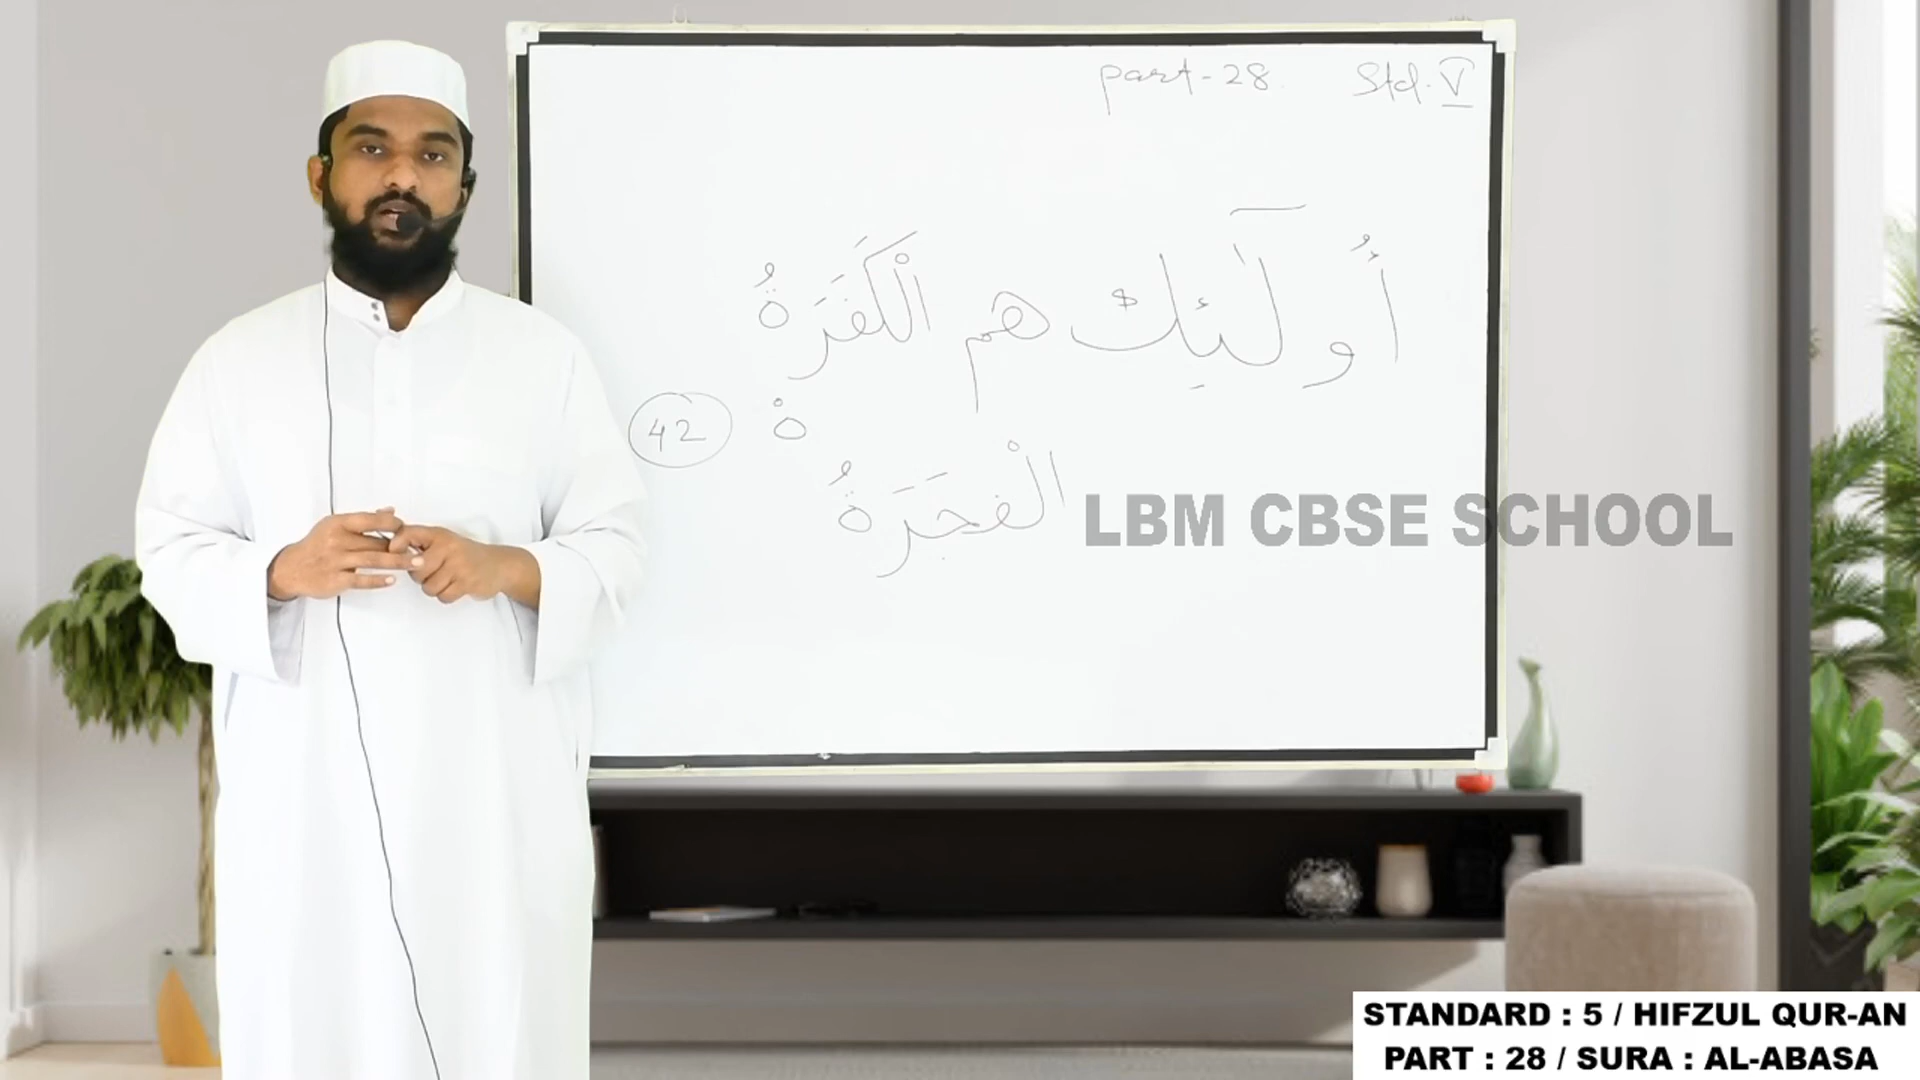 part-28 Std. V
أُولَٰٓئِكَ هم الْكَفَرَةُ
الْفَجَرَةُ ةْ 42
LBM CBSE SCHOOL
STANDARD : 5 / HIFZUL QUR-AN
PART : 28 / SURA : AL-ABASA